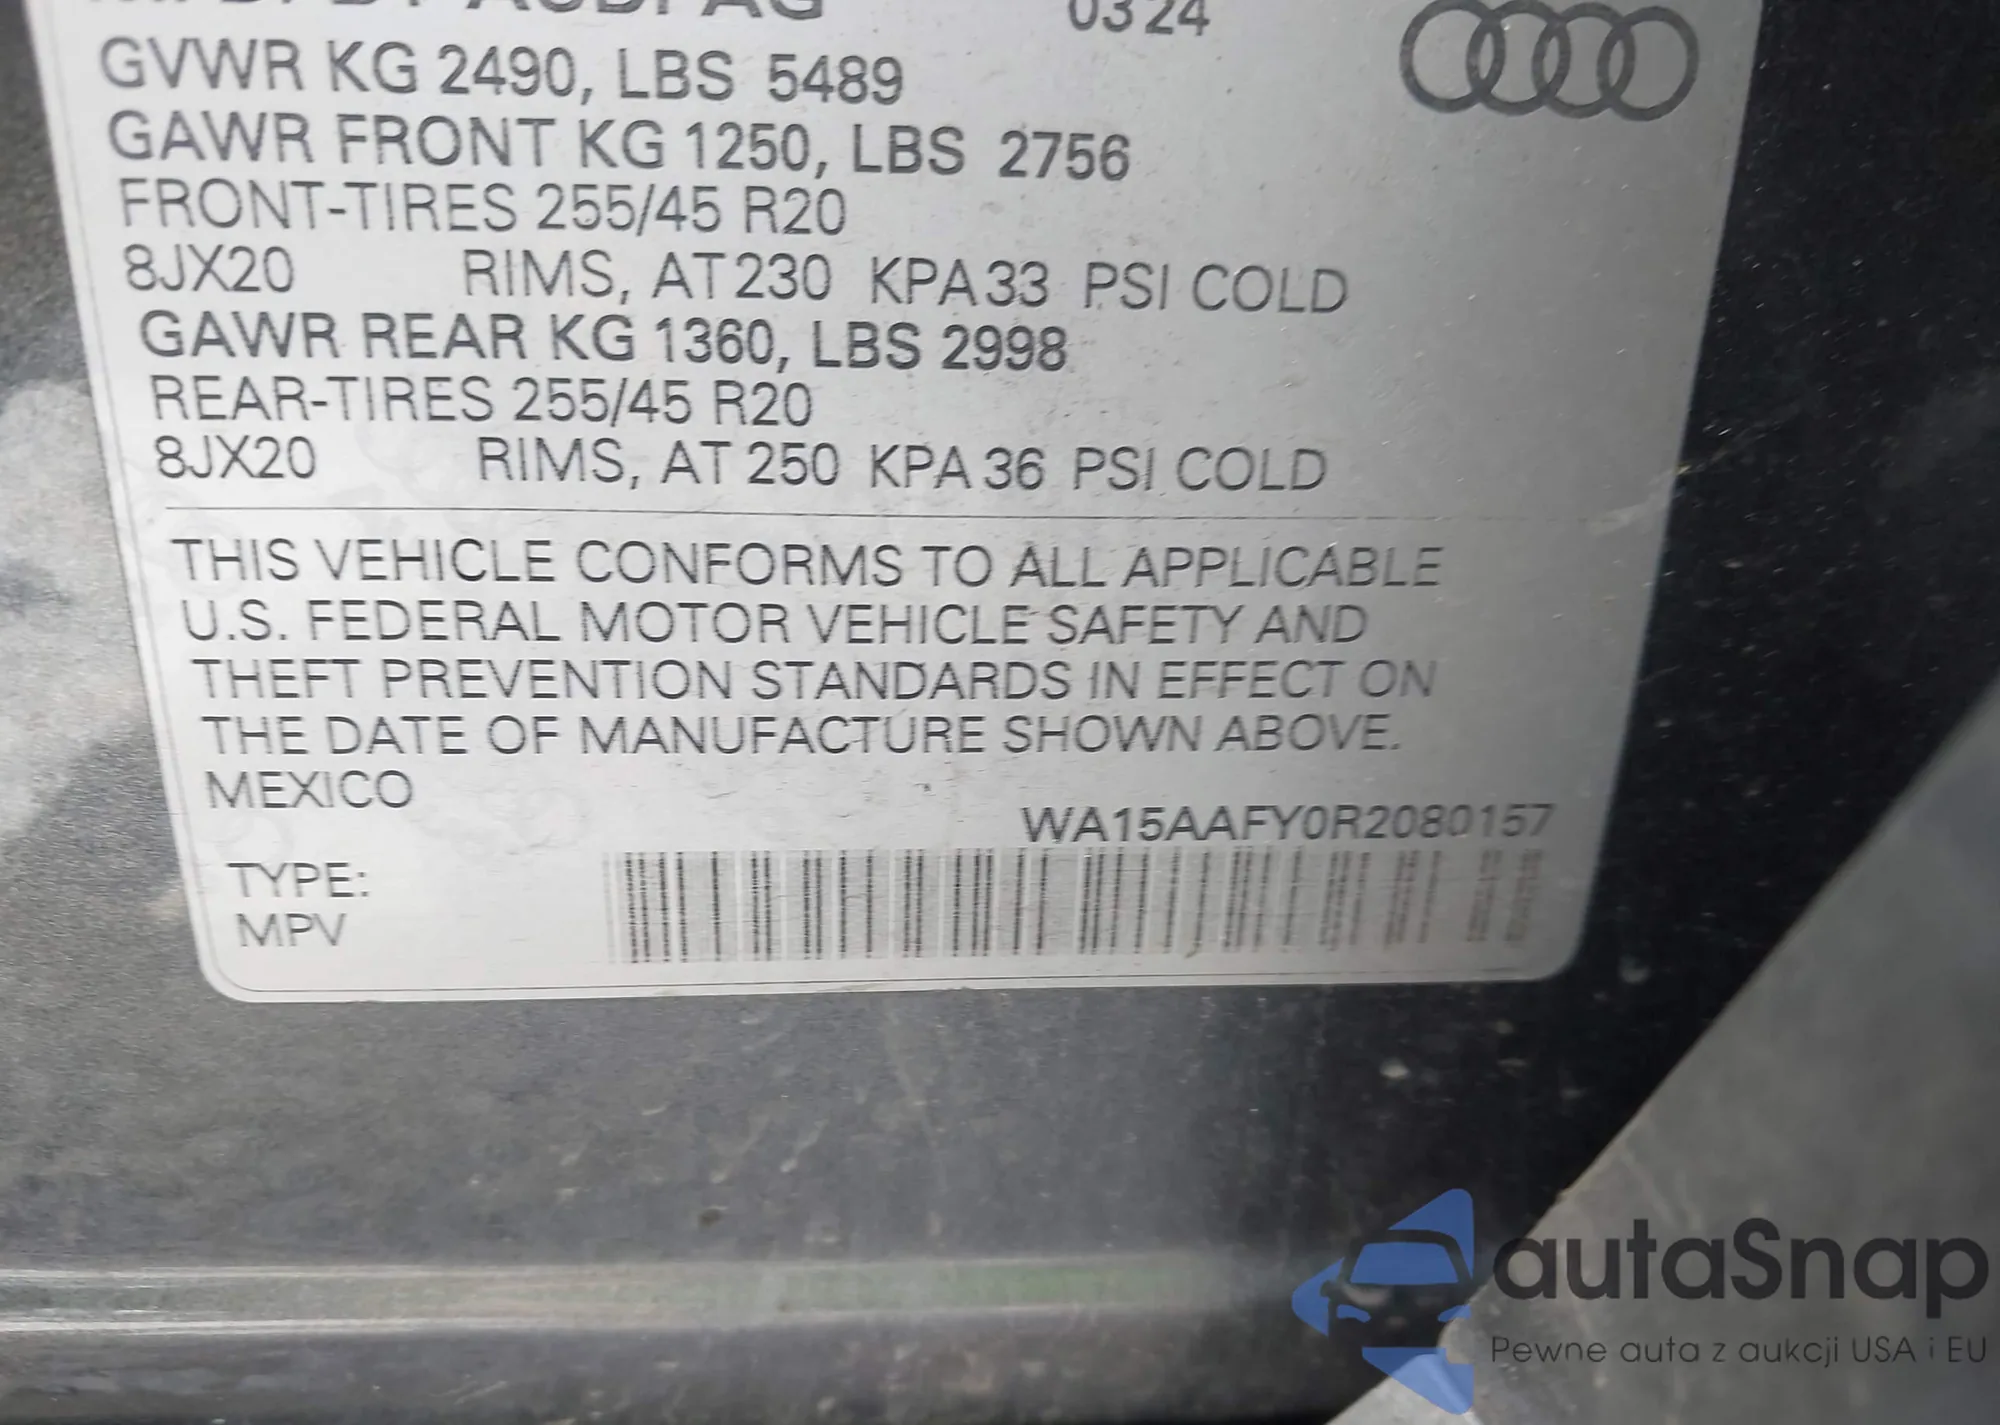 03 24
GVWR KG 2490, LBS 5489
GAWR FRONT KG 1250, LBS 2756
FRONT-TIRES 255/45 R20
8JX20 RIMS, AT 230 KPA 33 PSI COLD
GAWR REAR KG 1360, LBS 2998
REAR-TIRES 255/45 R20
8JX20 RIMS, AT 250 KPA 36 PSI COLD
THIS VEHICLE CONFORMS TO ALL APPLICABLE
U.S. FEDERAL MOTOR VEHICLE SAFETY AND
THEFT PREVENTION STANDARDS IN EFFECT ON
THE DATE OF MANUFACTURE SHOWN ABOVE.
MEXICO
WA15AAFY0R2080157
TYPE:
MPV
autaSnap
Pewne auta z aukcji USA i EU